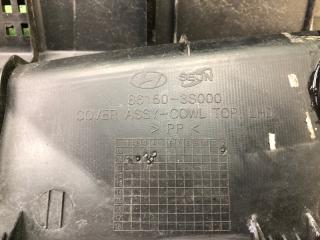 86150-3S000
COVER ASSY-COWL TOP, LH
> PP <